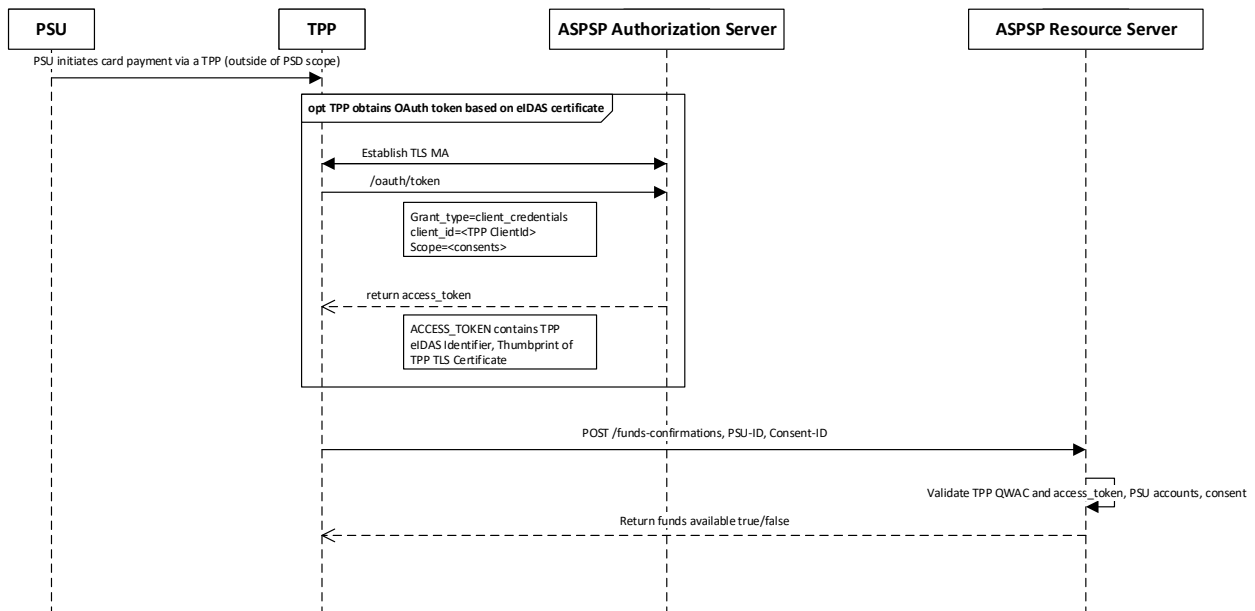 PSU
TPP
ASPSP Authorization Server
ASPSP Resource Server
PSU initiates card payment via a TPP (outside of PSD scope)
opt TPP obtains OAuth token based on eIDAS certificate
Establish TLS MA
/oauth/token
Grant_type=client_credentials
client_id=<TPP ClientId>
Scope=<consents>
return access_token
ACCESS_TOKEN contains TPP
eIDAS Identifier, Thumbprint of
TPP TLS Certificate
POST /funds-confirmations, PSU-ID, Consent-ID
Validate TPP QWAC and access_token, PSU accounts, consent
Return funds available true/false